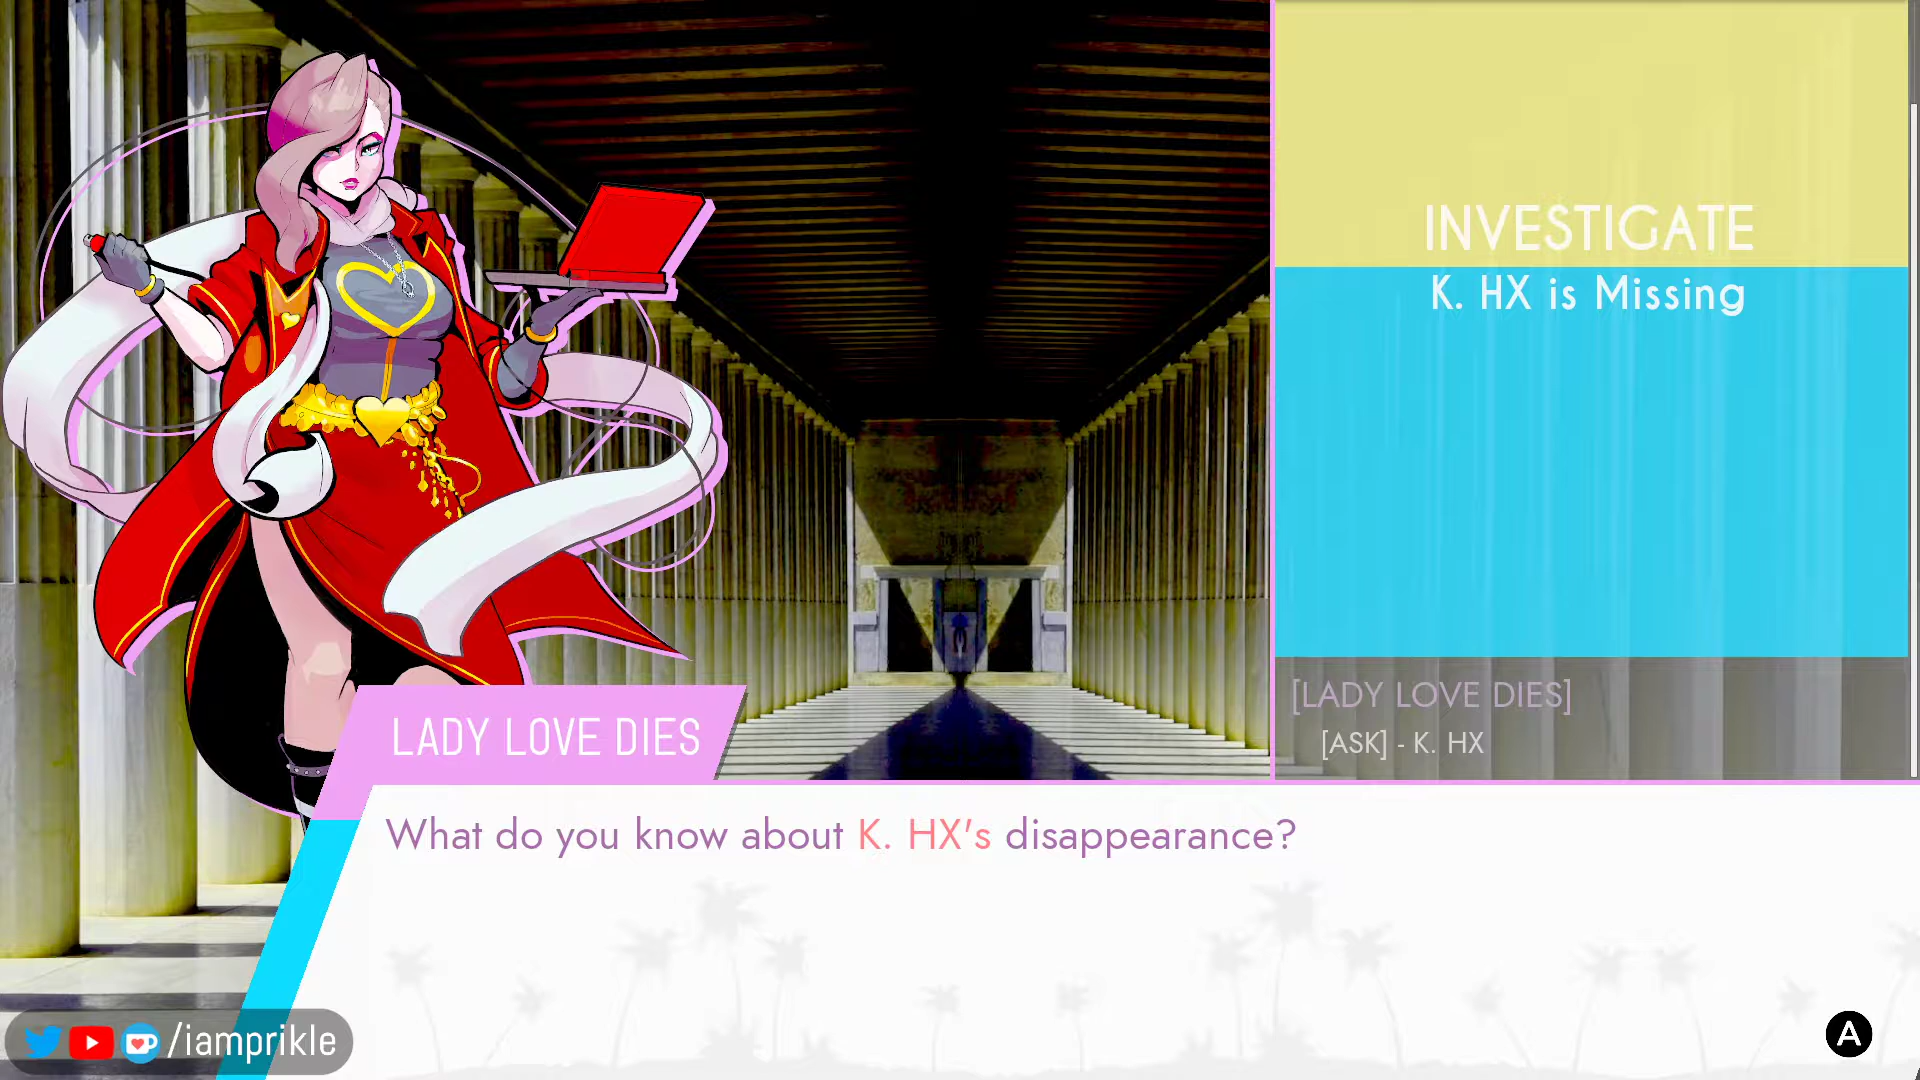 INVESTIGATE
K. HX is Missing
[LADY LOVE DIES]
[ASK] - K. HX
LADY LOVE DIES
What do you know about K. HX's disappearance?
/iamprikle
A